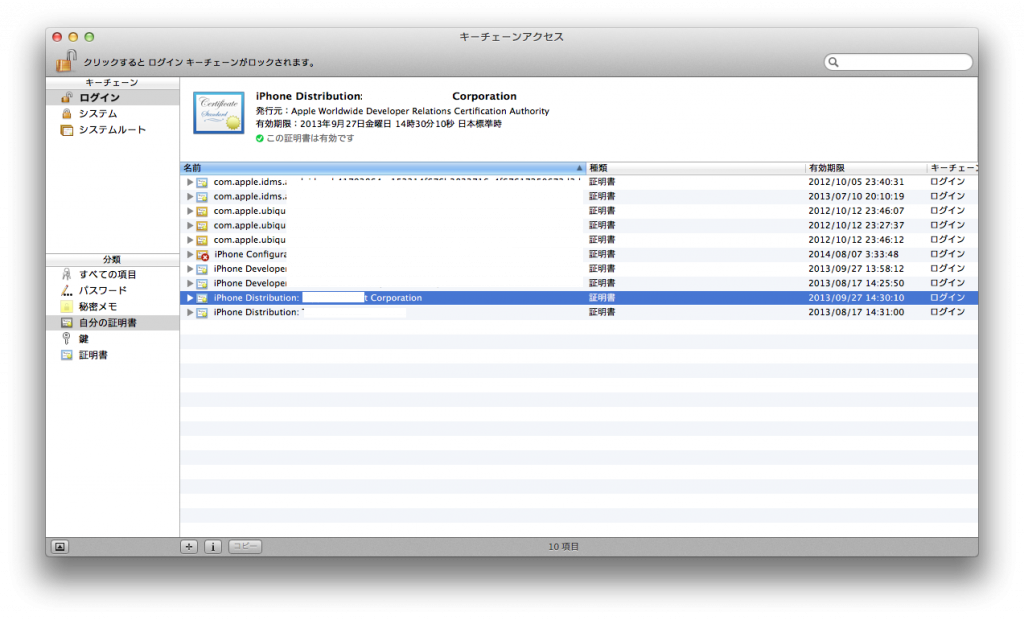 キーチェーンアクセス
クリックすると ログイン キーチェーンがロックされます。
キーチェーン
ログイン
システム
システムルート
Certificate
Standard
iPhone Distribution: Corporation
発行元：Apple Worldwide Developer Relations Certification Authority
有効期限：2013年9月27日金曜日 14時30分10秒 日本標準時
この証明書は有効です
名前 種類 有効期限 キーチェーン
com.apple.idms. 証明書 2012/10/05 23:40:31 ログイン
com.apple.idms. 証明書 2013/07/10 20:10:19 ログイン
com.apple.ubiqu 証明書 2012/10/12 23:46:07 ログイン
com.apple.ubiqu 証明書 2012/10/12 23:27:37 ログイン
com.apple.ubiqu 証明書 2012/10/12 23:46:12 ログイン
iPhone Configura 証明書 2014/08/07 3:33:48 ログイン
iPhone Developer 証明書 2013/09/27 13:58:12 ログイン
iPhone Developer 証明書 2013/08/17 14:25:50 ログイン
iPhone Distribution: t Corporation 証明書 2013/09/27 14:30:10 ログイン
iPhone Distribution: 証明書 2013/08/17 14:31:00 ログイン
分類
すべての項目
パスワード
秘密メモ
自分の証明書
鍵
証明書
コピー
10 項目